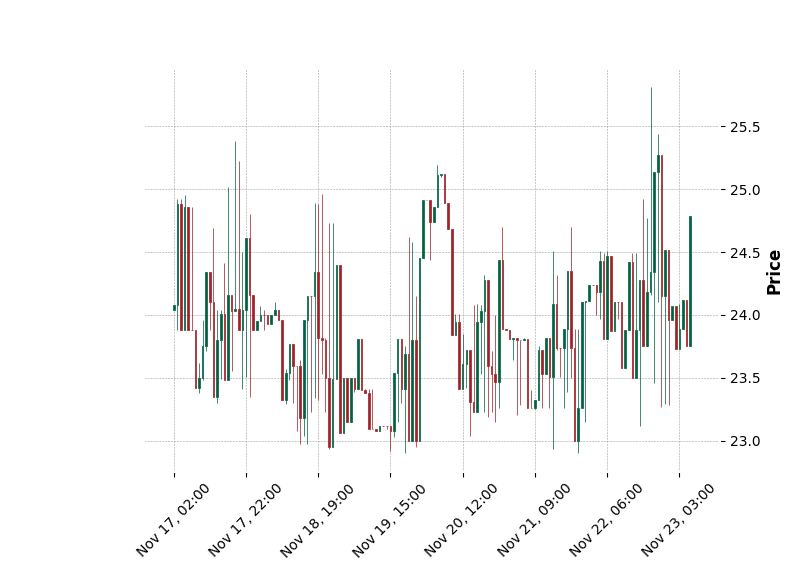 25.5
25.0
24.5
24.0
23.5
23.0
Price
Nov 17, 02:00
Nov 17, 22:00
Nov 18, 19:00
Nov 19, 15:00
Nov 20, 12:00
Nov 21, 09:00
Nov 22, 06:00
Nov 23, 03:00